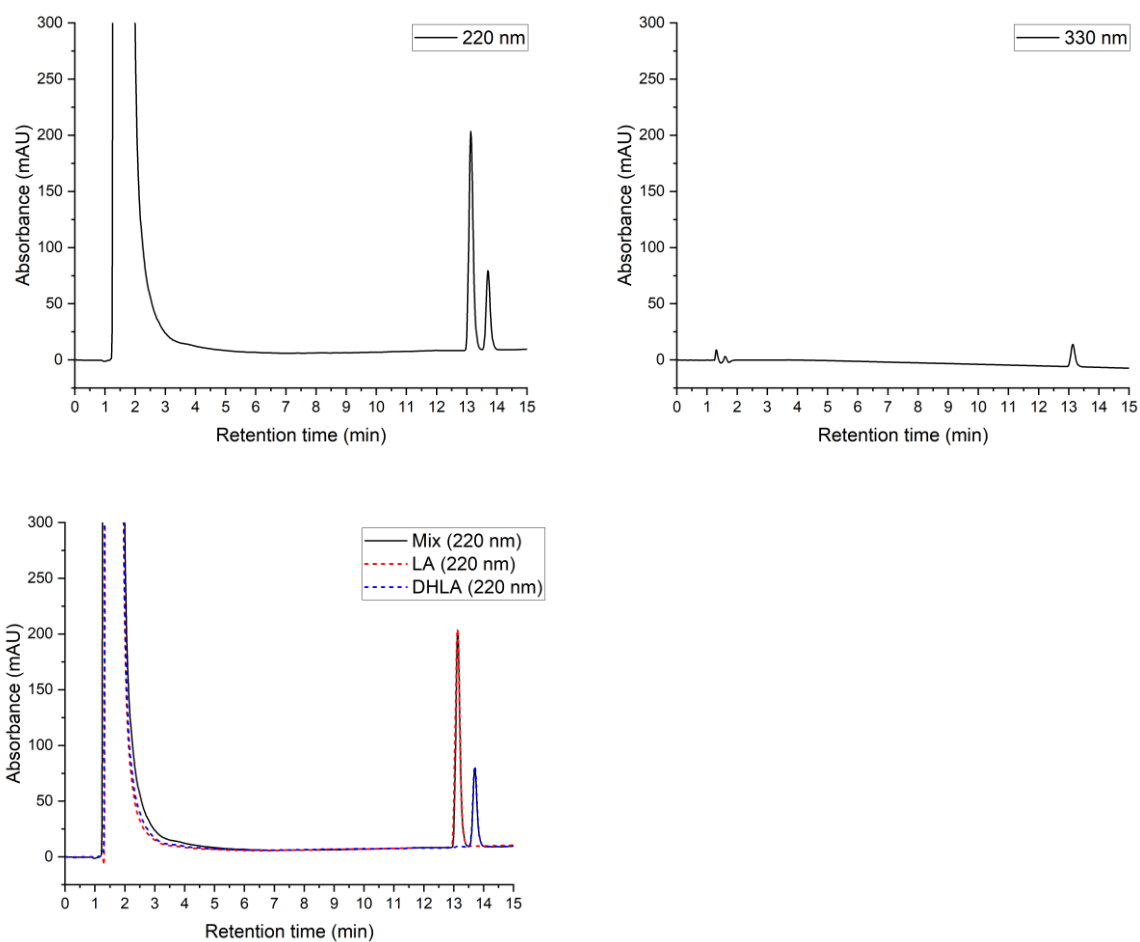 220 nm
300
250
200
150
100
50
0
Absorbance (mAU)
0 1 2 3 4 5 6 7 8 9 10 11 12 13 14 15
Retention time (min)
330 nm
300
250
200
150
100
50
0
Absorbance (mAU)
0 1 2 3 4 5 6 7 8 9 10 11 12 13 14 15
Retention time (min)
Mix (220 nm)
LA (220 nm)
DHLA (220 nm)
300
250
200
150
100
50
0
Absorbance (mAU)
0 1 2 3 4 5 6 7 8 9 10 11 12 13 14 15
Retention time (min)